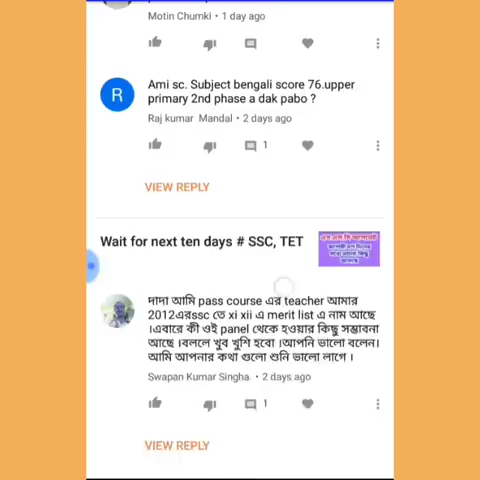 Motin Chumki • 1 day ago
R
Ami sc. Subject bengali score 76.upper
primary 2nd phase a dak pabo ?
Raj kumar Mandal • 2 days ago
1
VIEW REPLY
Wait for next ten days # SSC, TET
দাদা আমি pass course এর teacher আমার
2012এরssc তে xi xii এ merit list এ নাম আছে
।এবারে কী ওই panel থেকে হওয়ার কিছু সম্ভাবনা
আছে ।বললে খুব খুশি হবো ।আপনি ভালো বলেন।
আমি আপনার কথা গুলো শুনি ভালো লাগে ।
Swapan Kumar Singha • 2 days ago
1
VIEW REPLY